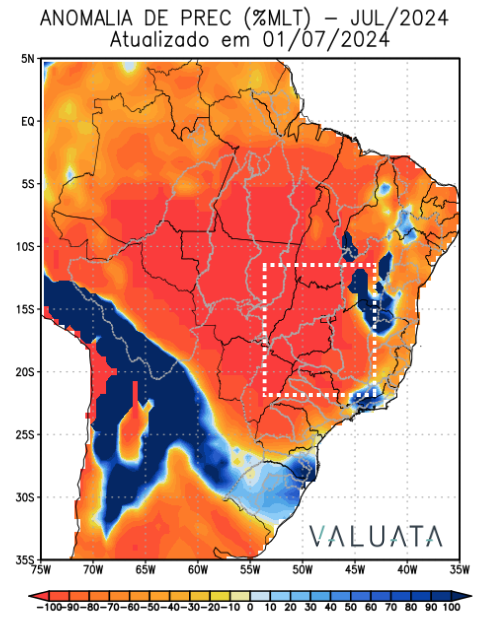 ANOMALIA DE PREC (%MLT) – JUL/2024
Atualizado em 01/07/2024
5N
EQ
5S
10S
15S
20S
25S
30S
35S
75W 70W 65W 60W 55W 50W 45W 40W 35W
VALUATA
-100-90-80-70-60-50-40-30-20-10 0 10 20 30 40 50 60 70 80 90 100